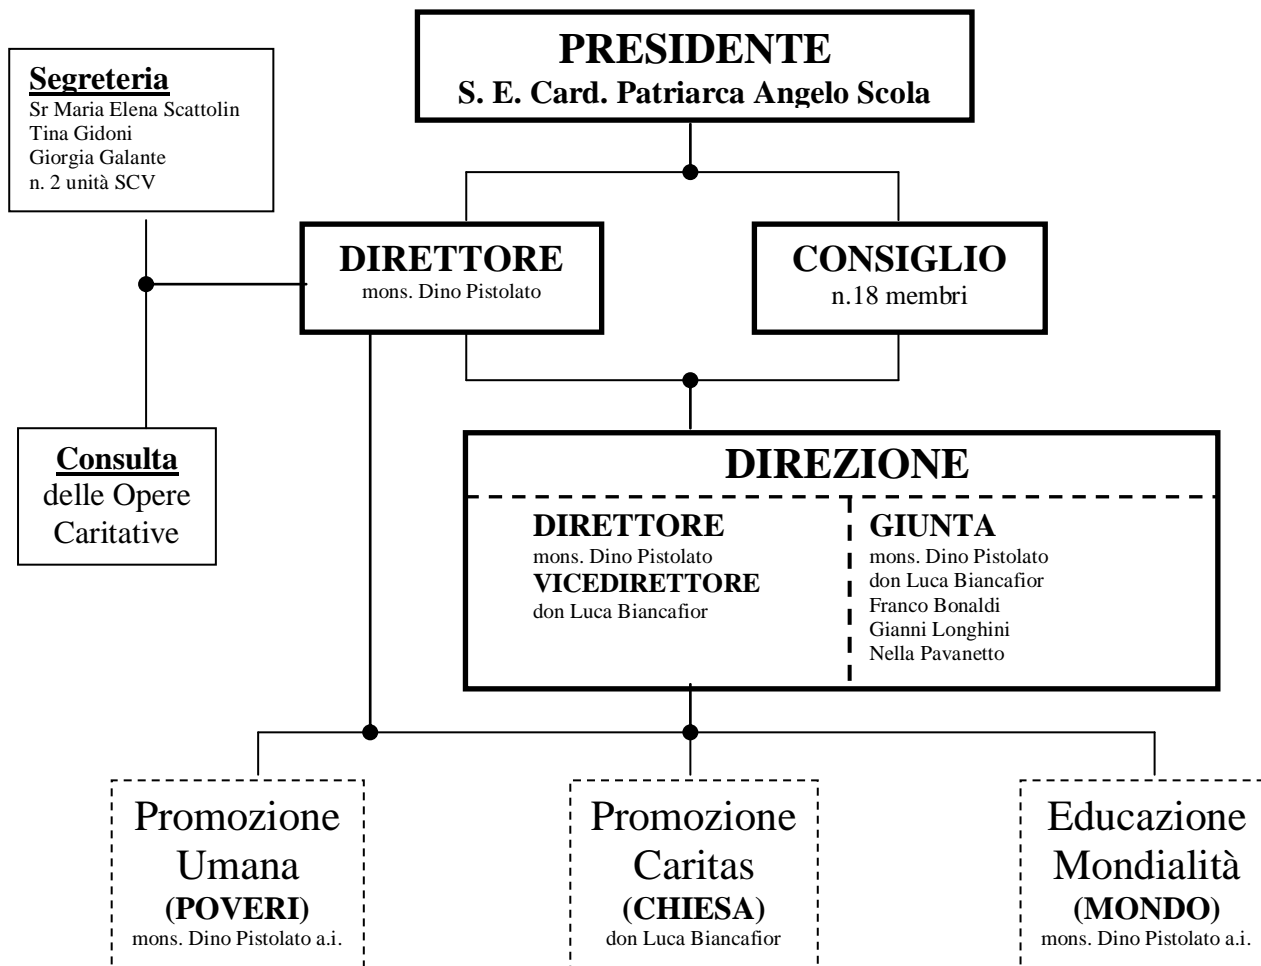 PRESIDENTE
S. E. Card. Patriarca Angelo Scola
Segreteria
Sr Maria Elena Scattolin
Tina Gidoni
Giorgia Galante
n. 2 unità SCV
DIRETTORE
mons. Dino Pistolato
CONSIGLIO
n.18 membri
Consulta
delle Opere
Caritative
DIREZIONE
DIRETTORE
mons. Dino Pistolato
VICEDIRETTORE
don Luca Biancafior
GIUNTA
mons. Dino Pistolato
don Luca Biancafior
Franco Bonaldi
Gianni Longhini
Nella Pavanetto
Promozione
Umana
(POVERI)
mons. Dino Pistolato a.i.
Promozione
Caritas
(CHIESA)
don Luca Biancafior
Educazione
Mondialità
(MONDO)
mons. Dino Pistolato a.i.